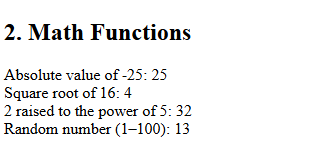 2. Math Functions
Absolute value of -25: 25
Square root of 16: 4
2 raised to the power of 5: 32
Random number (1–100): 13